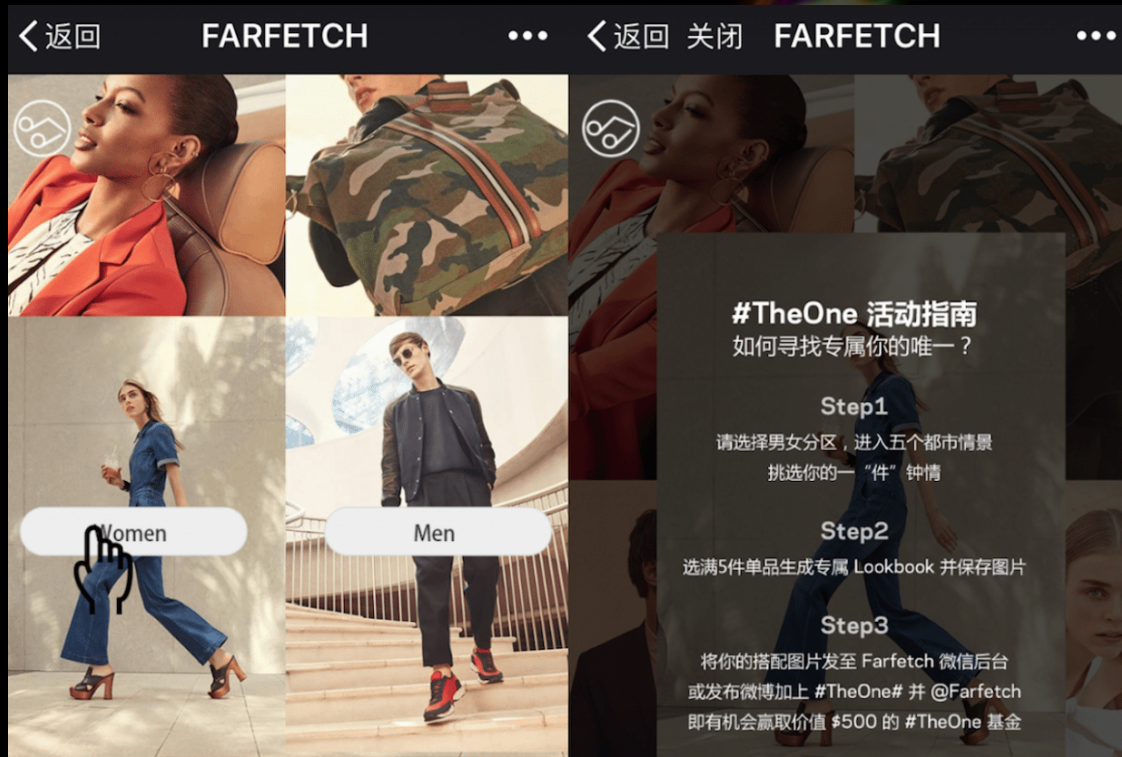 返回
FARFETCH
Women
Men
返回 关闭
FARFETCH
#TheOne 活动指南
如何寻找专属你的唯一？
Step1
请选择男女分区，进入五个都市情景
挑选你的一“件”钟情
Step2
选满5件单品生成专属 Lookbook 并保存图片
Step3
将你的搭配图片发至 Farfetch 微信后台
或发布微博加上 #TheOne# 并 @Farfetch
即有机会赢取价值 $500 的 #TheOne 基金